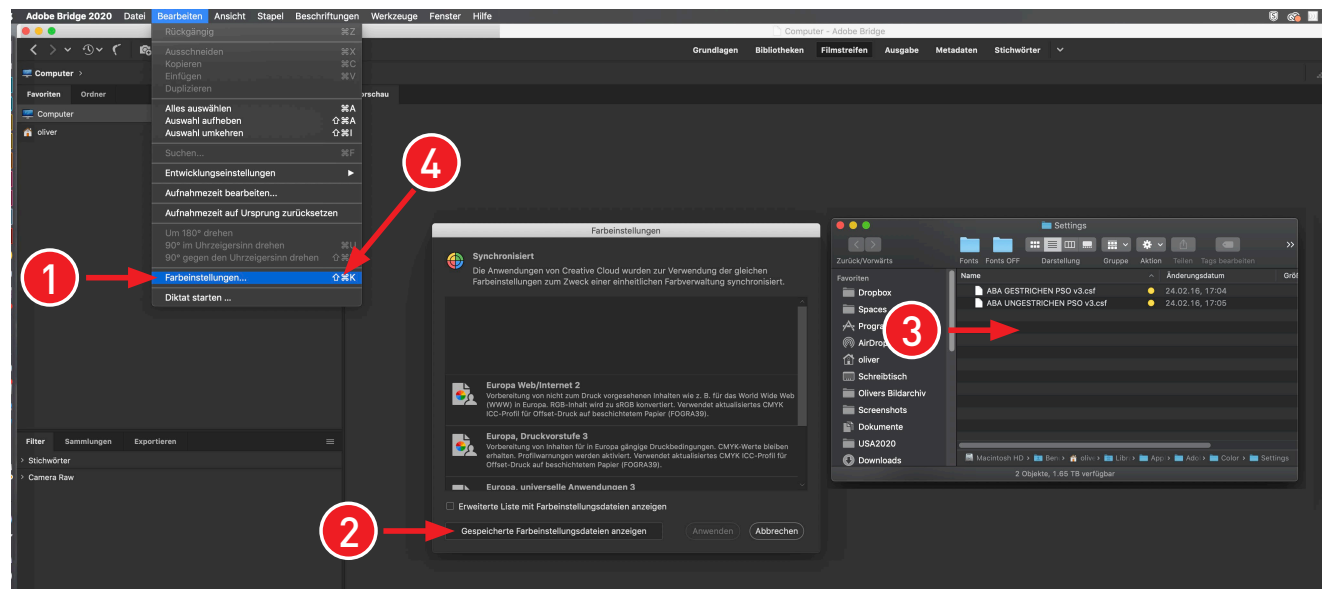 Adobe Bridge 2020 Datei Bearbeiten Ansicht Stapel Beschriftungen Werkzeuge Fenster Hilfe
Computer - Adobe Bridge
Grundlagen Bibliotheken Filmstreifen Ausgabe Metadaten Stichwörter
Computer
Favoriten Ordner
Computer
oliver
Rückgängig ⌘Z
Ausschneiden ⌘X
Kopieren ⌘C
Einfügen ⌘V
Duplizieren
Alles auswählen ⌘A
Auswahl aufheben ⇧⌘A
Auswahl umkehren ⇧⌘I
Suchen... ⌘F
Entwicklungseinstellungen
Aufnahmezeit bearbeiten...
Aufnahmezeit auf Ursprung zurücksetzen
Um 180° drehen
90° im Uhrzeigersinn drehen ⌘U
90° gegen den Uhrzeigersinn drehen
Farbeinstellungen... ⇧⌘K
Diktat starten ...
orschau
1
4
Farbeinstellungen
Synchronisiert
Die Anwendungen von Creative Cloud wurden zur Verwendung der gleichen
Farbeinstellungen zum Zweck einer einheitlichen Farbverwaltung synchronisiert.
Europa Web/Internet 2
Vorbereitung von nicht zum Druck vorgesehenen Inhalten wie z. B. für das World Wide Web
(WWW) in Europa. RGB-Inhalt wird zu sRGB konvertiert. Verwendet aktualisiertes CMYK
ICC-Profil für Offset-Druck auf beschichtetem Papier (FOGRA39).
Europa, Druckvorstufe 3
Vorbereitung von Inhalten für in Europa gängige Druckbedingungen. CMYK-Werte bleiben
erhalten. Profilwarnungen werden aktiviert. Verwendet aktualisiertes CMYK ICC-Profil für
Offset-Druck auf beschichtetem Papier (FOGRA39).
Europa, universelle Anwendungen 3
Erweiterte Liste mit Farbeinstellungsdateien anzeigen
2
Gespeicherte Farbeinstellungsdateien anzeigen Anwenden Abbrechen
Settings
Zurück/Vorwärts Fonts Fonts OFF Darstellung Gruppe Aktion Teilen Tags bearbeiten
Favoriten
Dropbox
Spaces
Progra
AirDrop
oliver
Schreibtisch
Olivers Bildarchiv
Screenshots
Dokumente
USA2020
Downloads
3
Name Änderungsdatum Größ
ABA GESTRICHEN PSO v3.csf 24.02.16, 17:04
ABA UNGESTRICHEN PSO v3.csf 24.02.16, 17:05
Macintosh HD › Ben › oliv › Libr › App › Ado › Color › Settings
2 Objekte, 1.65 TB verfügbar
Filter Sammlungen Exportieren
Stichwörter
Camera Raw